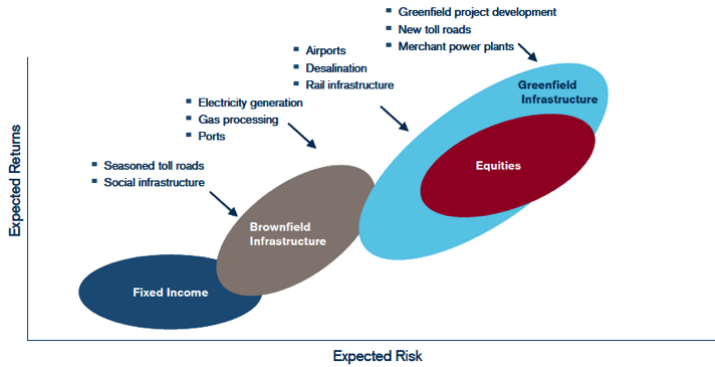 ▪ Greenfield project development
▪ New toll roads
▪ Merchant power plants
▪ Airports
▪ Desalination
▪ Rail infrastructure
▪ Electricity generation
▪ Gas processing
▪ Ports
▪ Seasoned toll roads
▪ Social infrastructure
Greenfield
Infrastructure
Equities
Brownfield
Infrastructure
Fixed Income
Expected Returns
Expected Risk